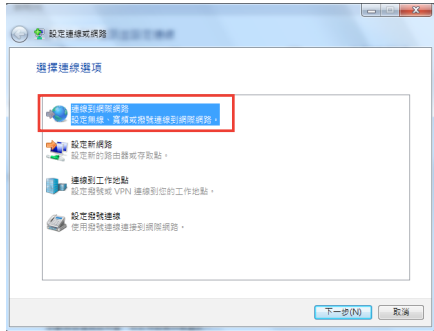 設定連線或網路
選擇連線選項
連線到網際網路
設定無線、寬頻或撥號連線到網際網路。
設定新網路
設定新的路由器或存取點。
連線到工作地點
設定撥號或 VPN 連線到您的工作地點。
設定撥號連線
使用撥號連線連接到網際網路。
下一步(N)
取消